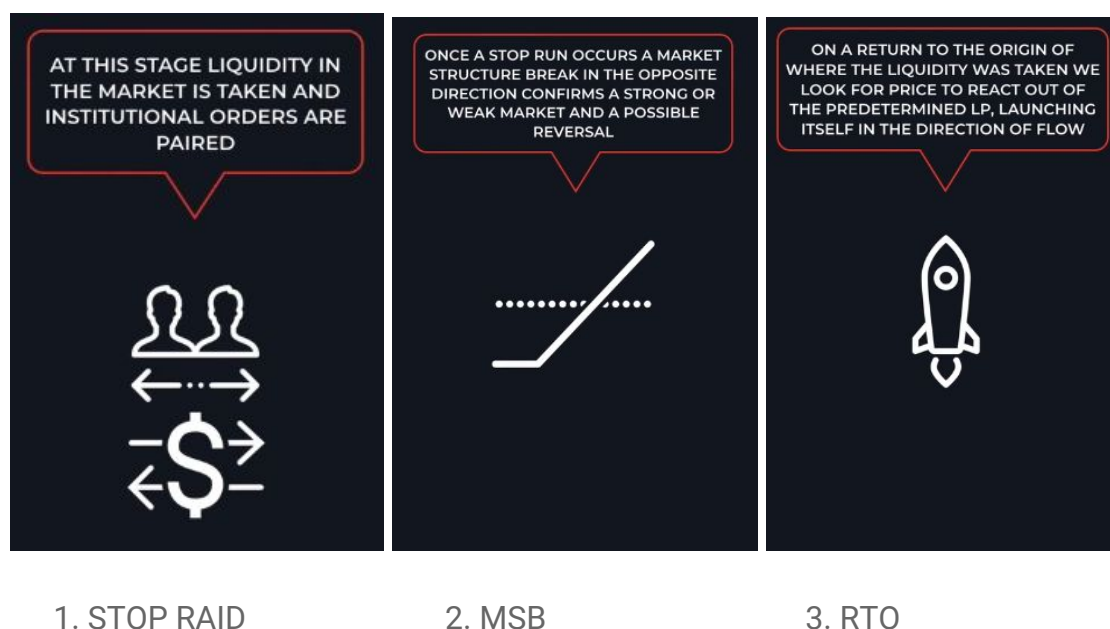 AT THIS STAGE LIQUIDITY IN
THE MARKET IS TAKEN AND
INSTITUTIONAL ORDERS ARE
PAIRED
ONCE A STOP RUN OCCURS A MARKET
STRUCTURE BREAK IN THE OPPOSITE
DIRECTION CONFIRMS A STRONG OR
WEAK MARKET AND A POSSIBLE
REVERSAL
ON A RETURN TO THE ORIGIN OF
WHERE THE LIQUIDITY WAS TAKEN WE
LOOK FOR PRICE TO REACT OUT OF
THE PREDETERMINED LP, LAUNCHING
ITSELF IN THE DIRECTION OF FLOW
$
1. STOP RAID
2. MSB
3. RTO